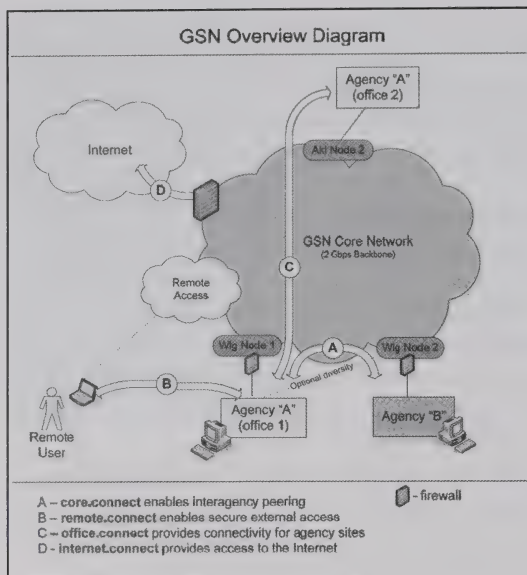 GSN Overview Diagram
Agency "A"
(office 2)
Akl Node 2
Internet
D
GSN Core Network
(2 Gbps Backbone)
C
Remote
Access
Wlg Node 1
A
Wlg Node 2
Optional diversity
B
Agency "A"
(office 1)
Agency "B"
Remote
User
A – core.connect enables interagency peering
B – remote.connect enables secure external access
C – office.connect provides connectivity for agency sites
D - internet.connect provides access to the Internet
- firewall